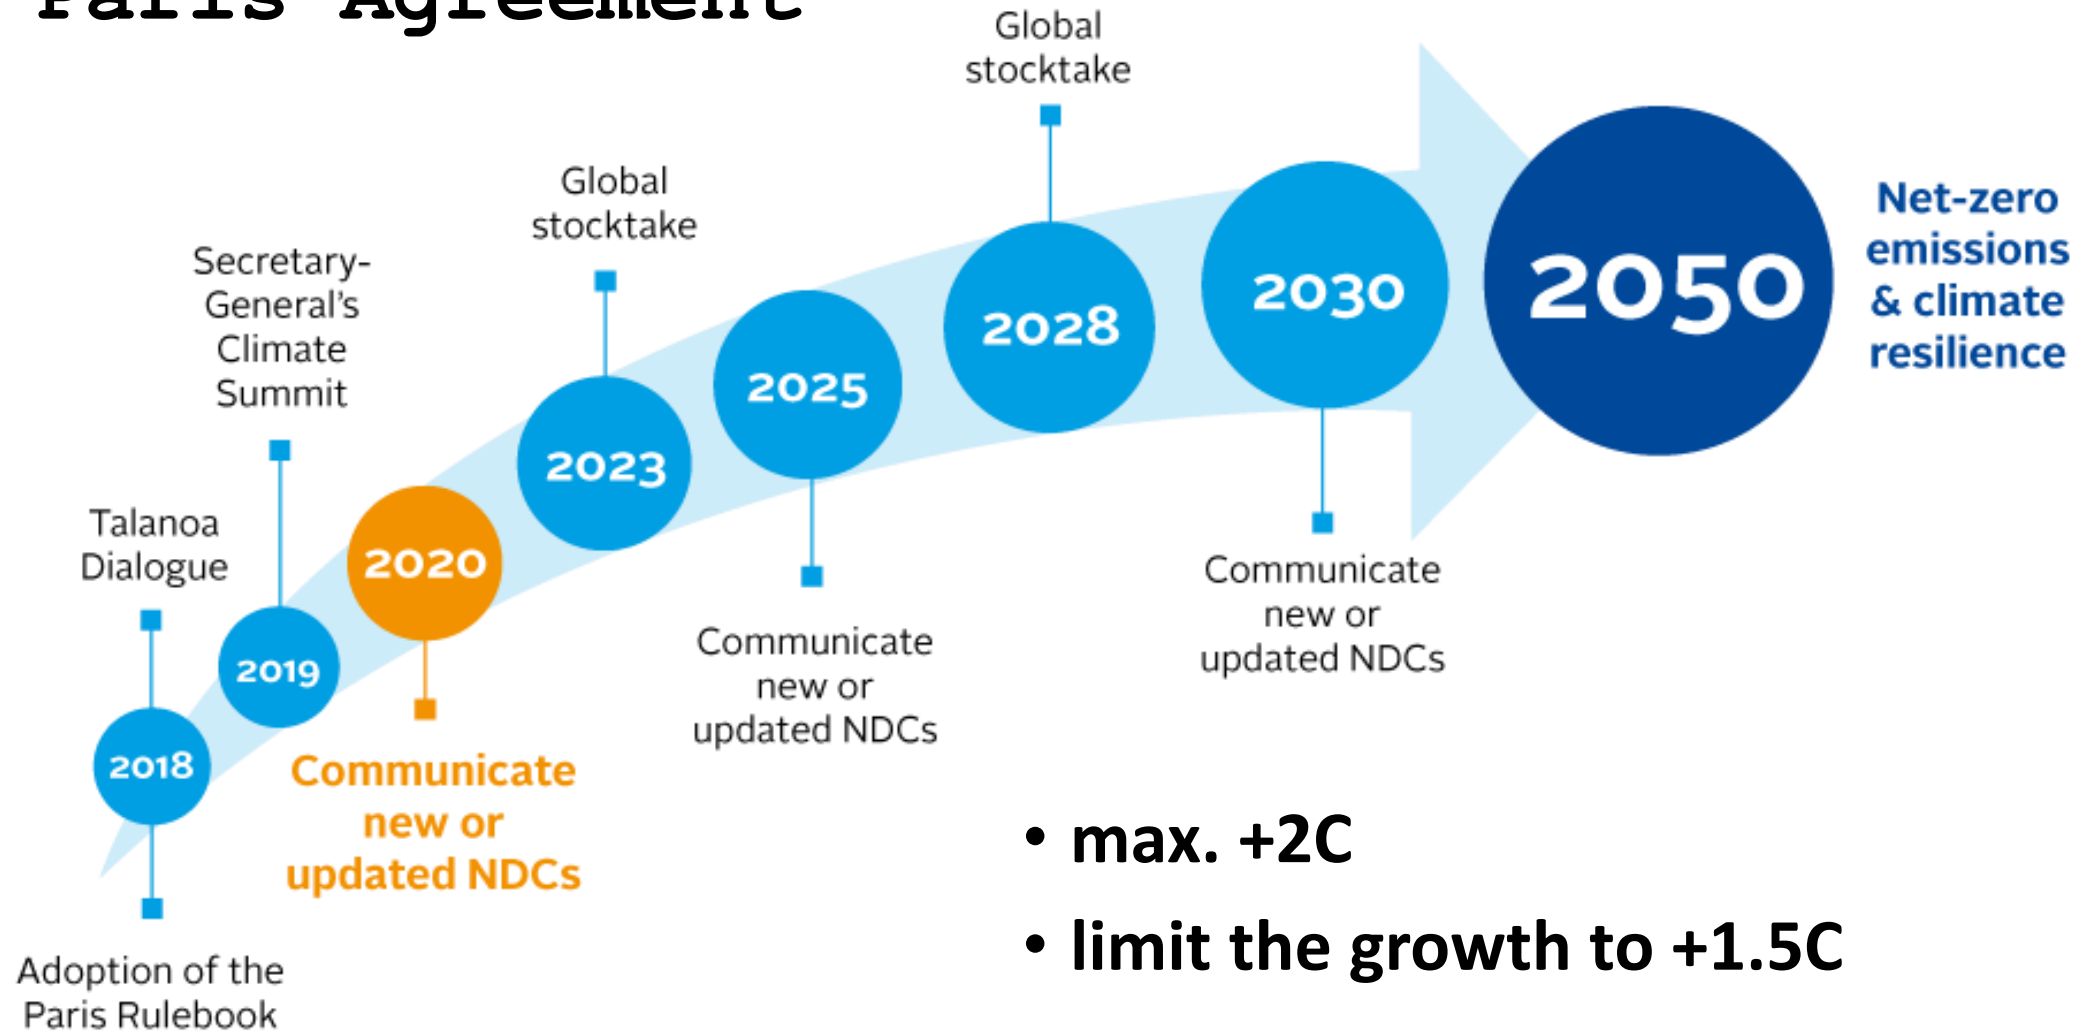 Paris Agreement
Global
stocktake
Global
stocktake
Secretary-
General's
Climate
Summit
Talanoa
Dialogue
2018
2019
2020
2023
2025
2028
2030
2050
Net-zero
emissions
& climate
resilience
Adoption of the
Paris Rulebook
Communicate
new or
updated NDCs
Communicate
new or
updated NDCs
Communicate
new or
updated NDCs
• max. +2C
• limit the growth to +1.5C